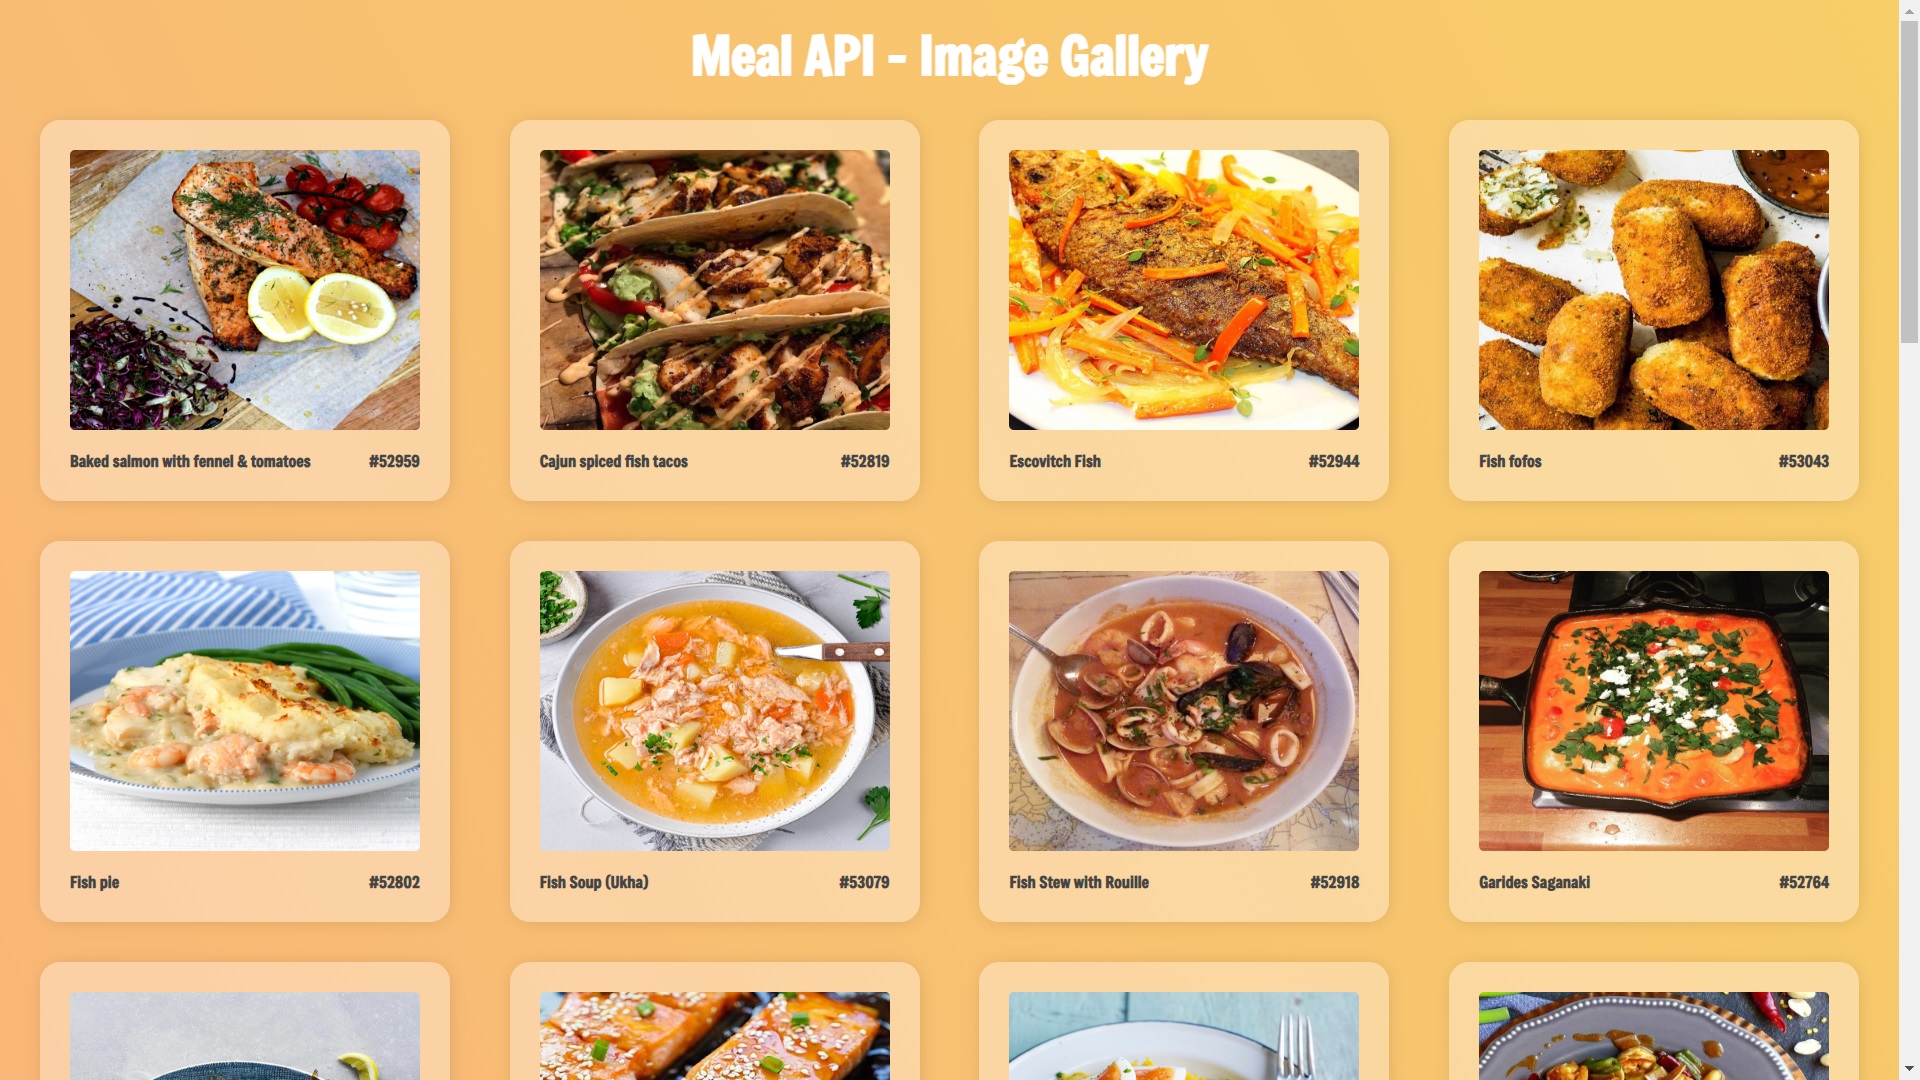 Meal API - Image Gallery
Baked salmon with fennel & tomatoes #52959
Cajun spiced fish tacos #52819
Escovitch Fish #52944
Fish fofos #53043
Fish pie #52802
Fish Soup (Ukha) #53079
Fish Stew with Rouille #52918
Garides Saganaki #52764